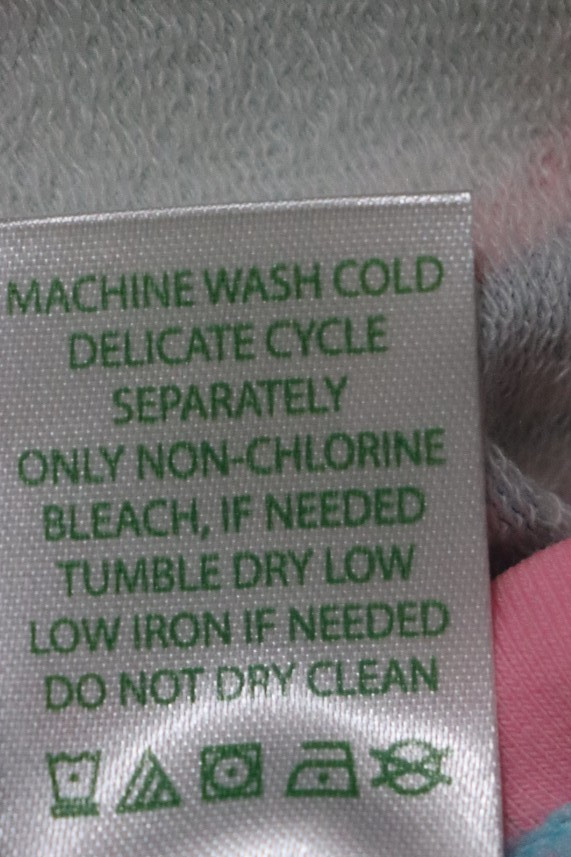 MACHINE WASH COLD
DELICATE CYCLE
SEPARATELY
ONLY NON-CHLORINE
BLEACH, IF NEEDED
TUMBLE DRY LOW
LOW IRON IF NEEDED
DO NOT DRY CLEAN